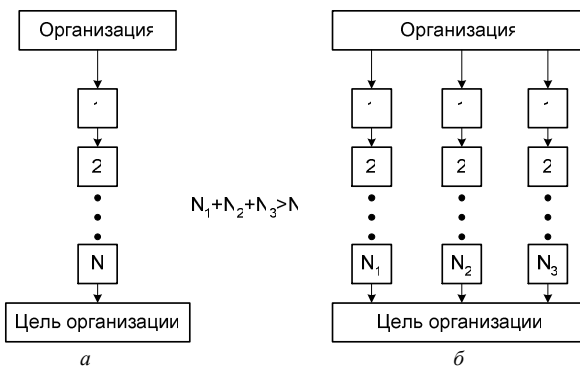 Организация
2
N
Цель организации
а
N₁+N₂+N₃>N
Организация
2 2 2
N₁ N₂ N₃
Цель организации
б